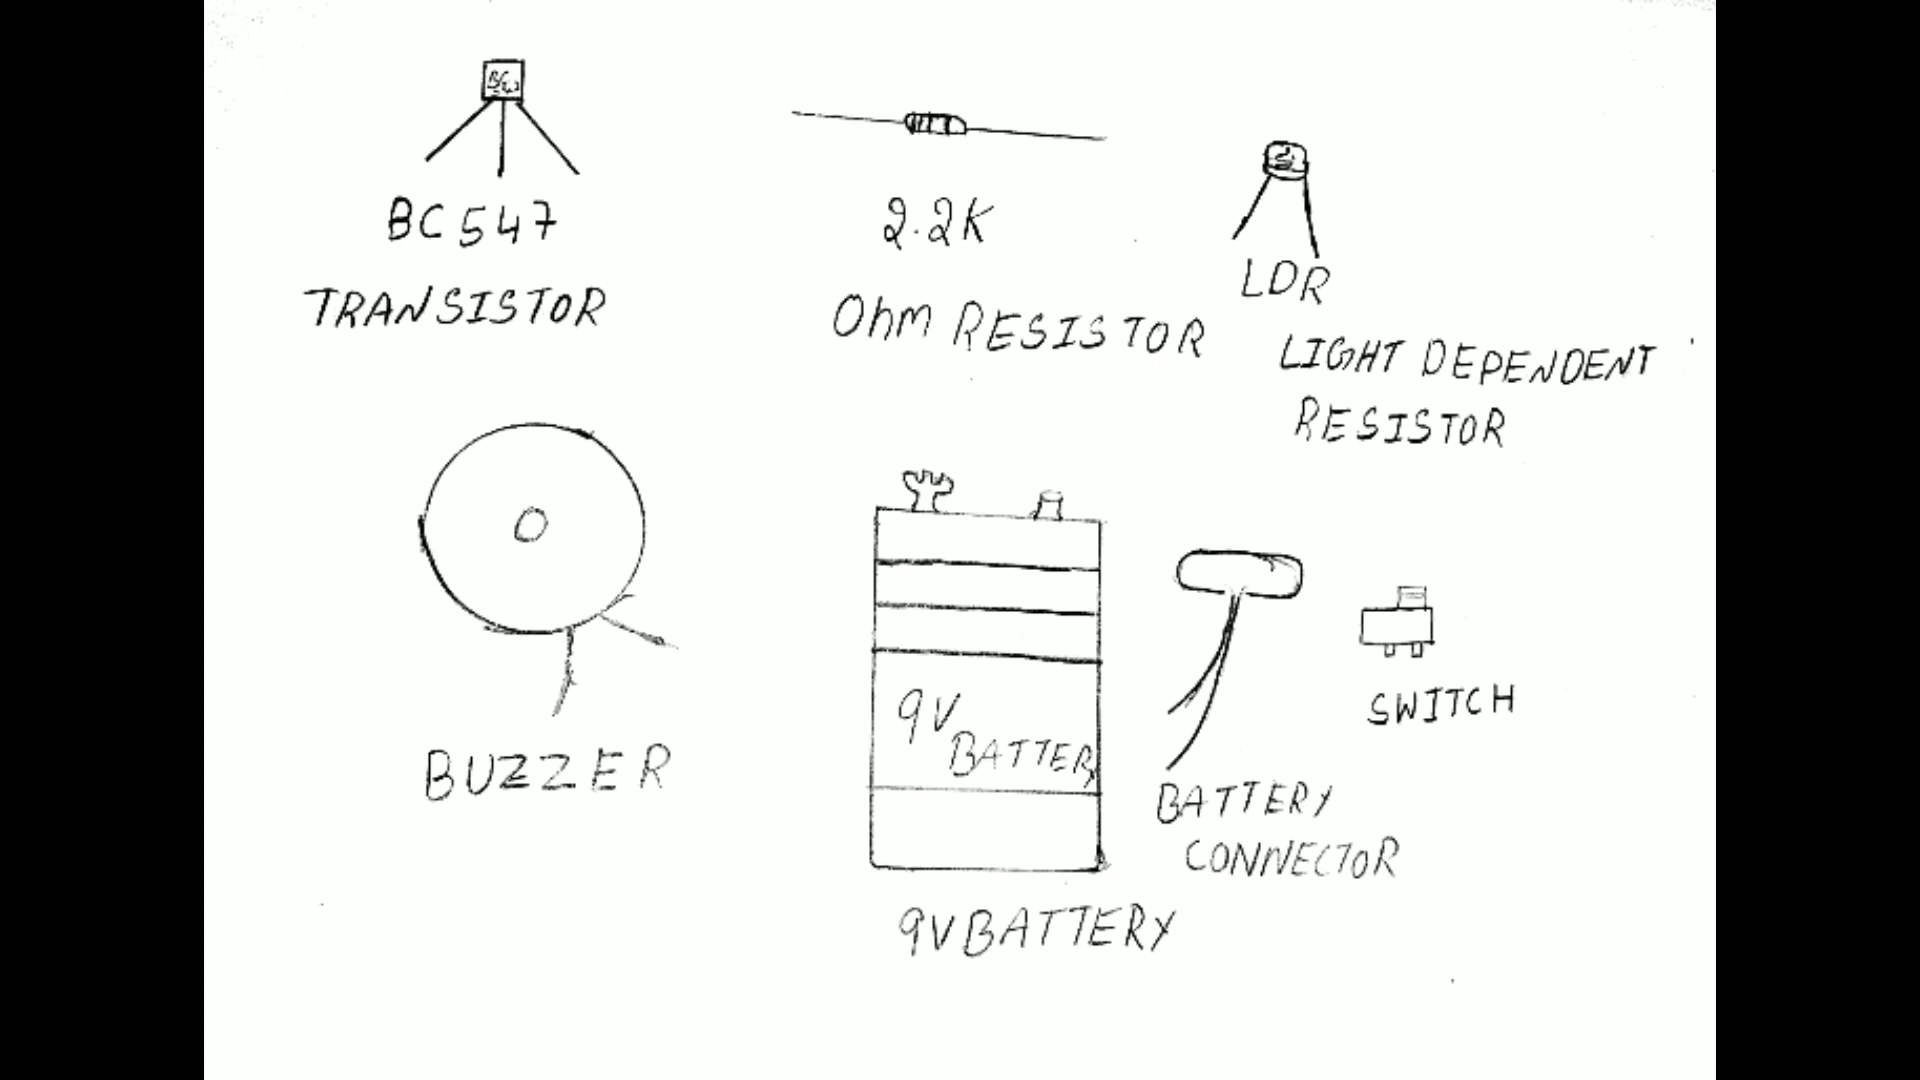 BC547
TRANSISTOR
2.2K
Ohm RESISTOR
LDR
LIGHT DEPENDENT
RESISTOR
BUZZER
9V
BATTERY
9V BATTERY
BATTERY
CONNECTOR
SWITCH